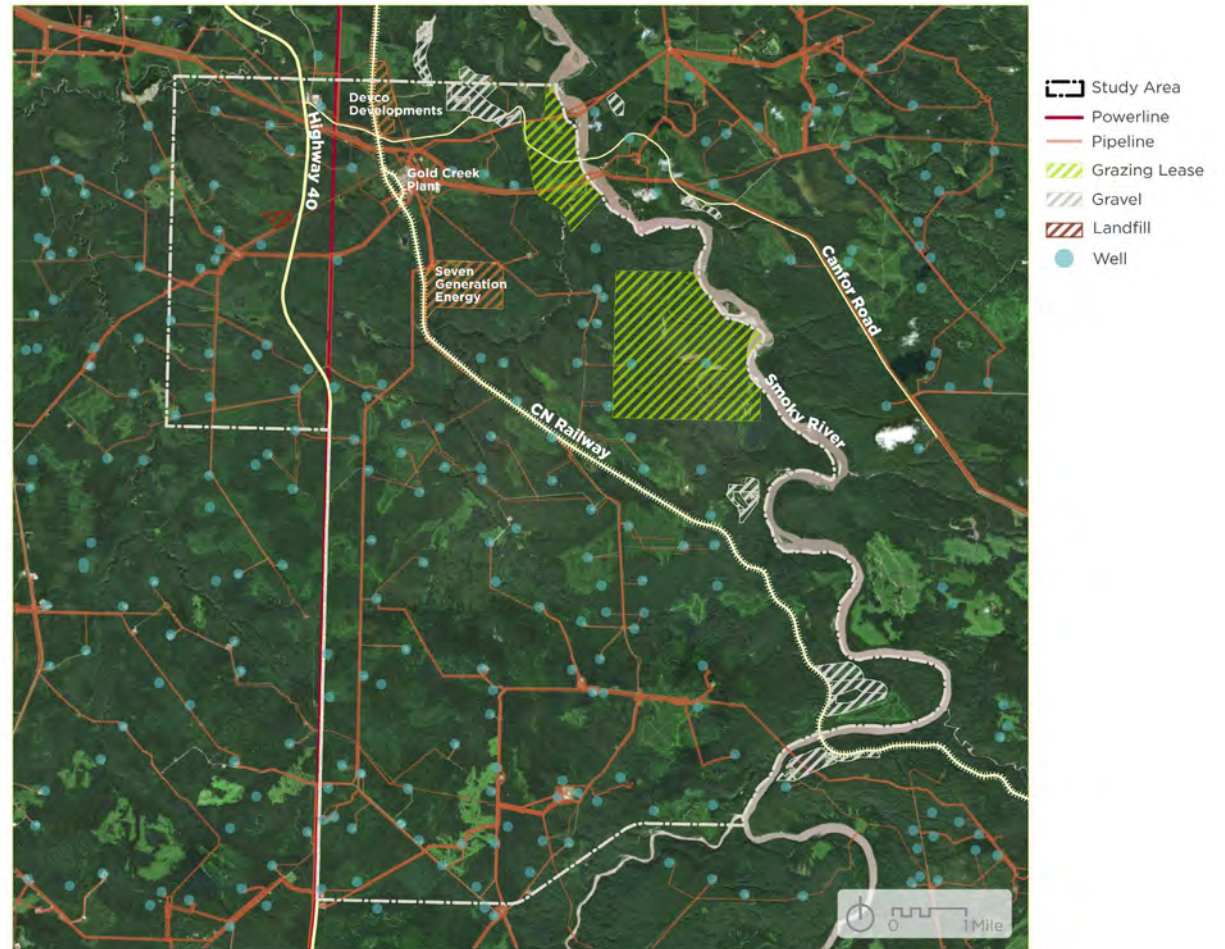 Devco
Developments
Highway 40
Gold Creek
Plant
Seven
Generation
Energy
Canfor Road
Smoky River
CN Railway
0 1 Mile
Study Area
Powerline
Pipeline
Grazing Lease
Gravel
Landfill
Well